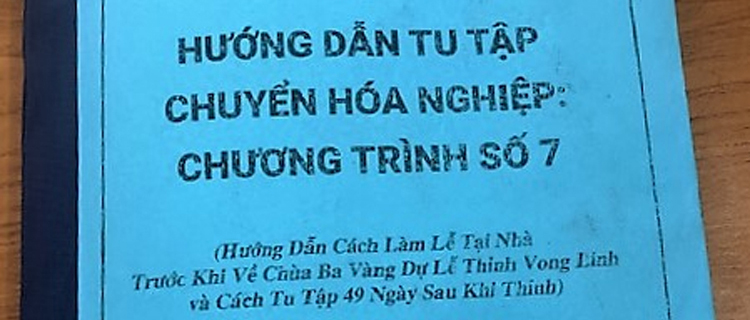 HƯỚNG DẪN TU TẬP
CHUYỂN HÓA NGHIỆP:
CHƯƠNG TRÌNH SỐ 7
(Hướng Dẫn Cách Làm Lễ Tại Nhà
Trước Khi Về Chùa Ba Vàng Dự Lễ Thỉnh Vong Linh
và Cách Tu Tập 49 Ngày Sau Khi Thỉnh)